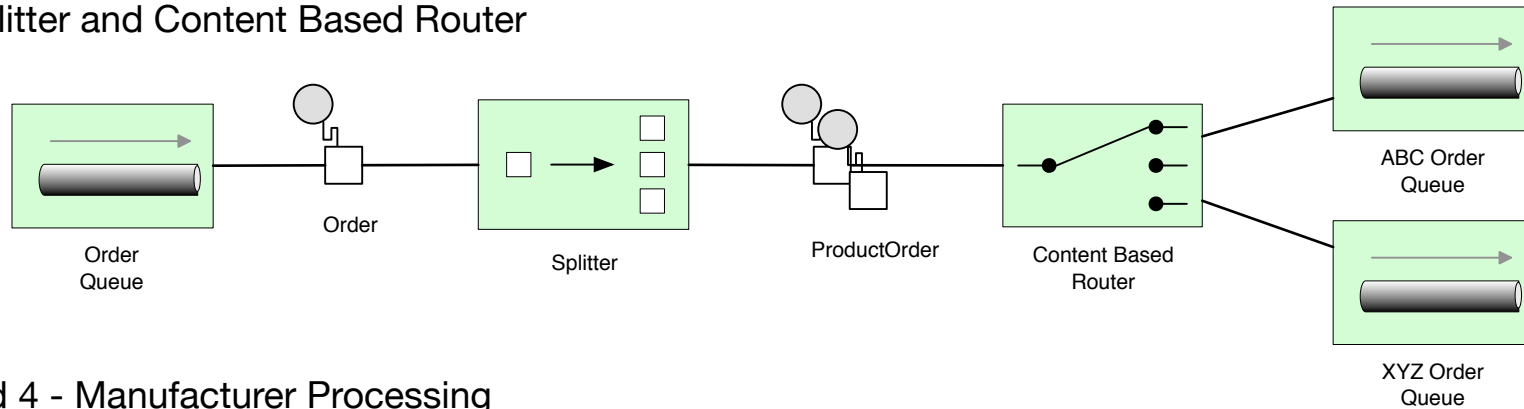 litter and Content Based Router
Order
Queue
Order
Splitter
ProductOrder
Content Based
Router
ABC Order
Queue
XYZ Order
Queue
4 - Manufacturer Processing